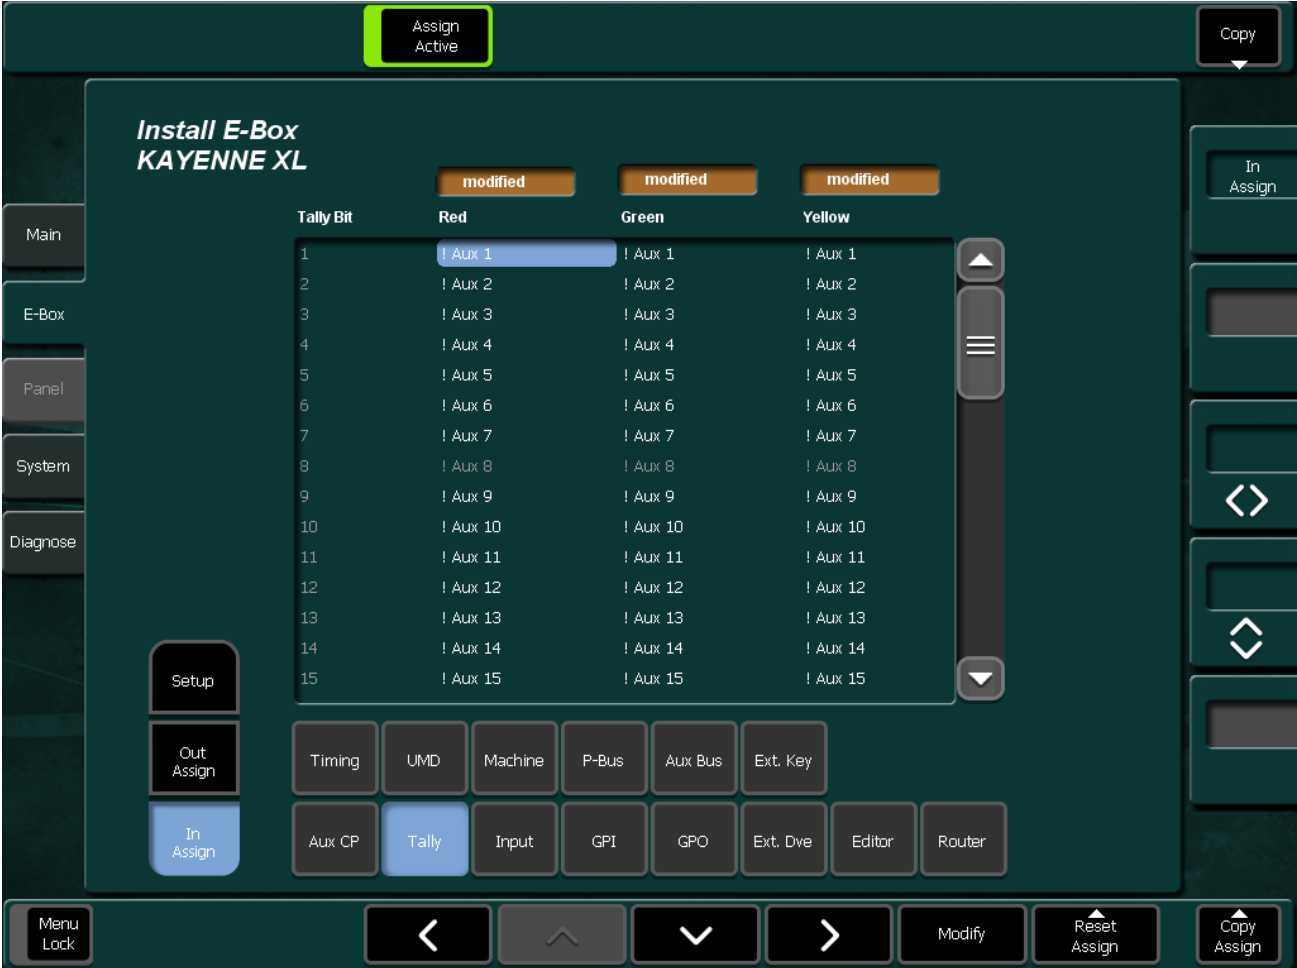 Assign
Active
Copy
Install E-Box
KAYENNE XL
modified modified modified
Tally Bit Red Green Yellow
1 ! Aux 1 ! Aux 1 ! Aux 1
2 ! Aux 2 ! Aux 2 ! Aux 2
3 ! Aux 3 ! Aux 3 ! Aux 3
4 ! Aux 4 ! Aux 4 ! Aux 4
5 ! Aux 5 ! Aux 5 ! Aux 5
6 ! Aux 6 ! Aux 6 ! Aux 6
7 ! Aux 7 ! Aux 7 ! Aux 7
8 ! Aux 8 ! Aux 8 ! Aux 8
9 ! Aux 9 ! Aux 9 ! Aux 9
10 ! Aux 10 ! Aux 10 ! Aux 10
11 ! Aux 11 ! Aux 11 ! Aux 11
12 ! Aux 12 ! Aux 12 ! Aux 12
13 ! Aux 13 ! Aux 13 ! Aux 13
14 ! Aux 14 ! Aux 14 ! Aux 14
15 ! Aux 15 ! Aux 15 ! Aux 15
Main
E-Box
Panel
System
Diagnose
In
Assign
Setup
Out
Assign
In
Assign
Timing UMD Machine P-Bus Aux Bus Ext. Key
Aux CP Tally Input GPI GPO Ext. Dve Editor Router
Menu
Lock
Modify
Reset
Assign
Copy
Assign